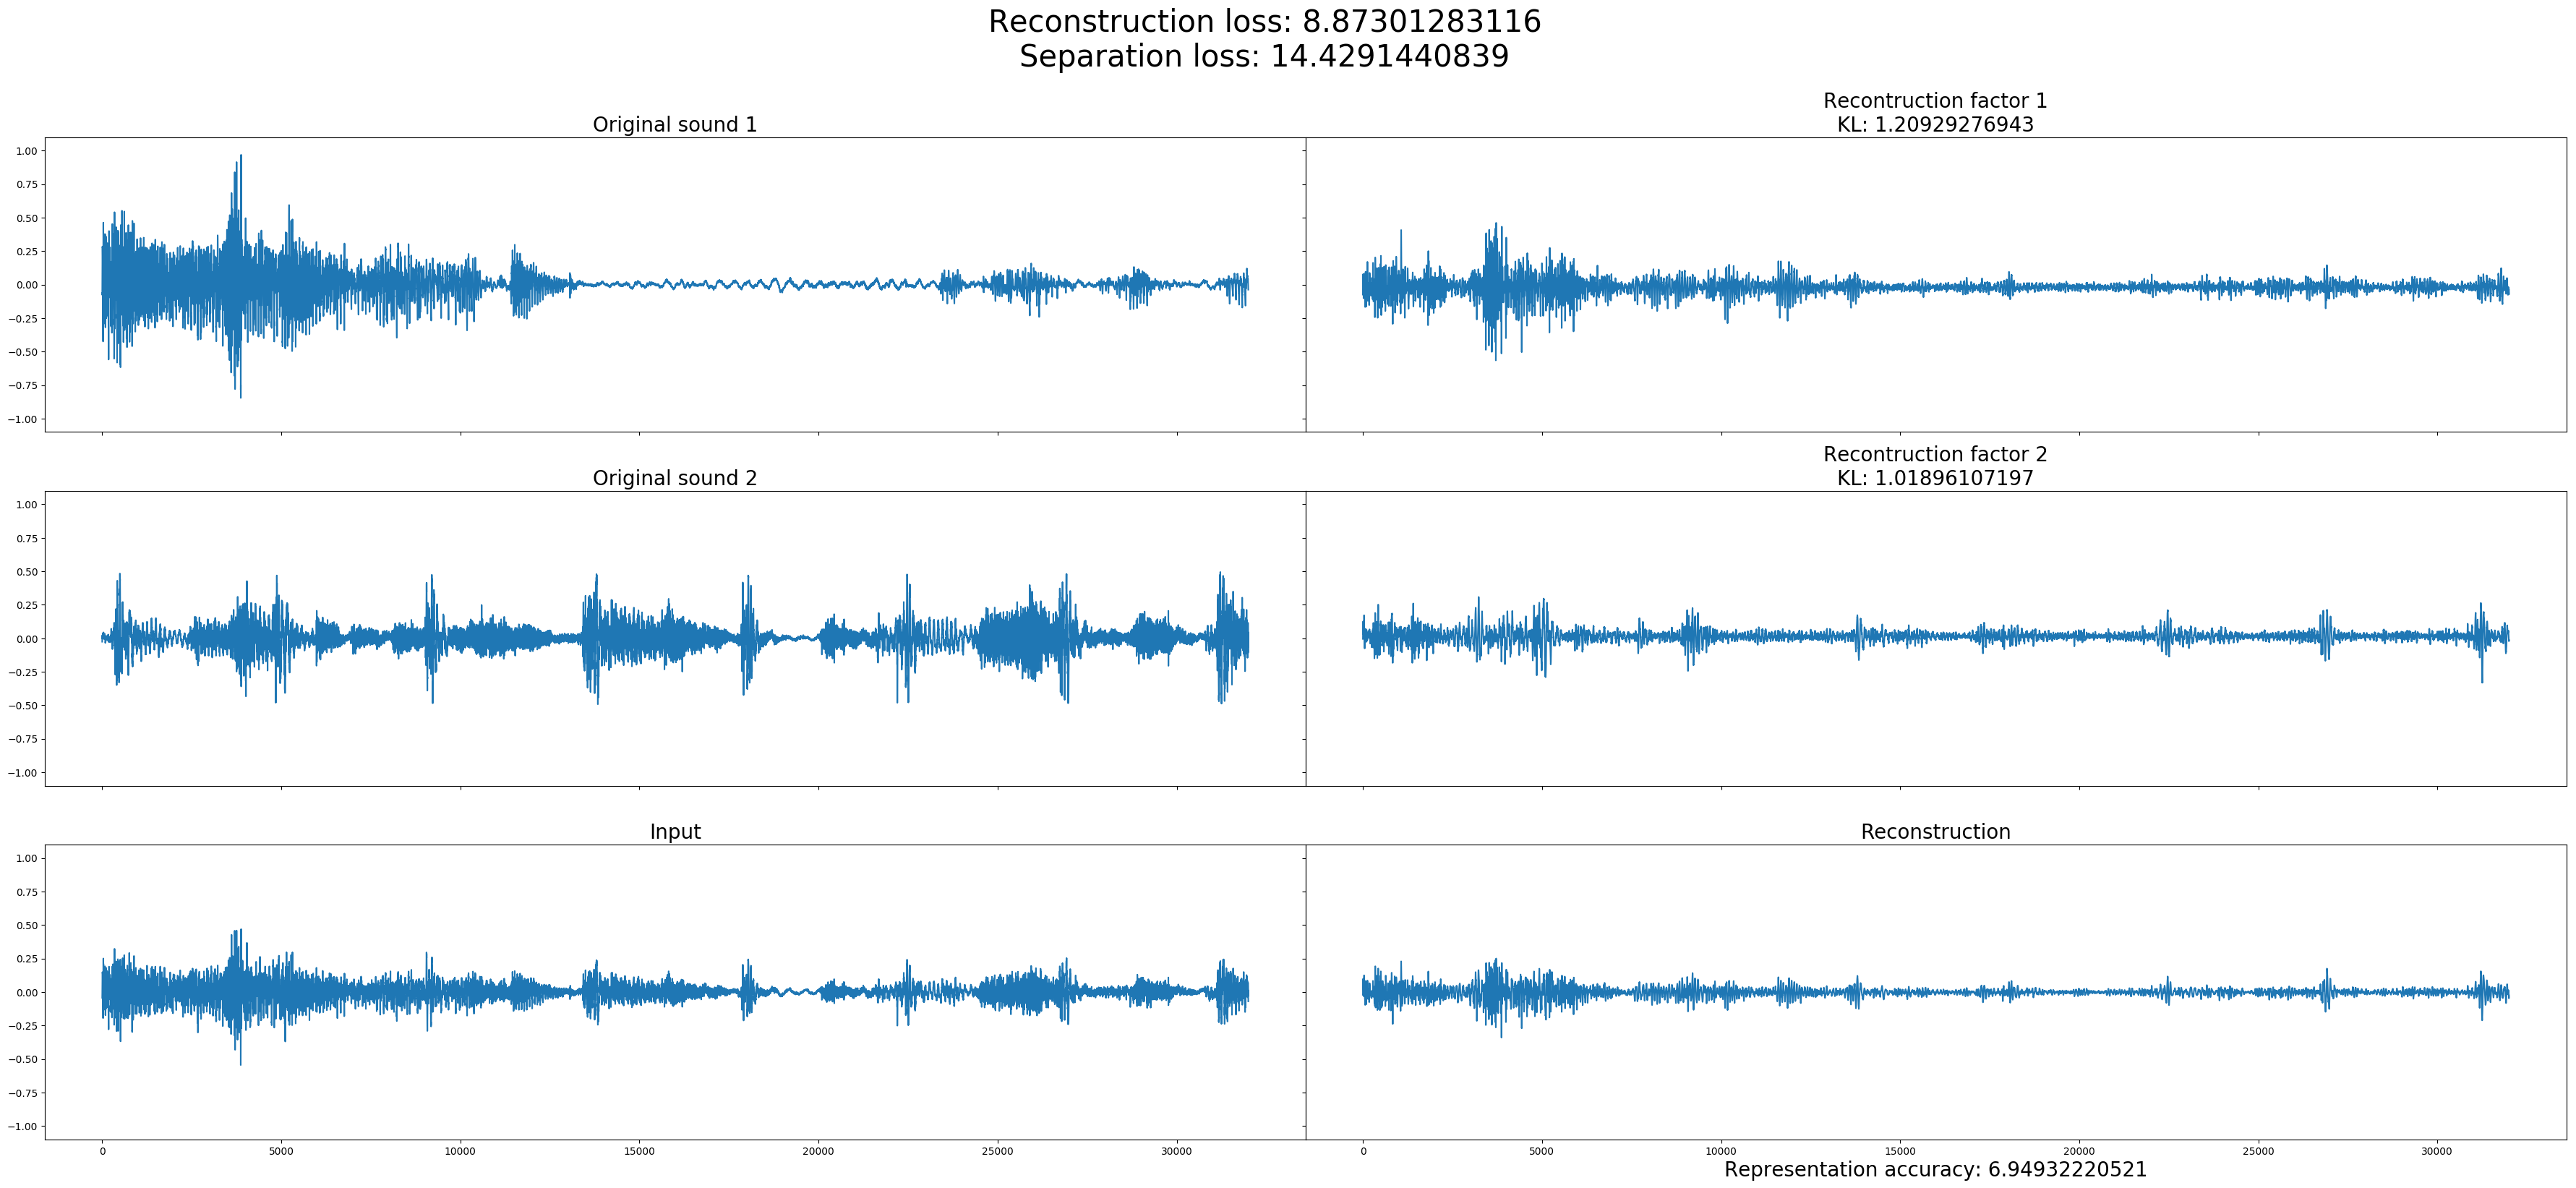 Reconstruction loss: 8.87301283116
Separation loss: 14.4291440839
Original sound 1
Recontruction factor 1
KL: 1.20929276943
1.00
0.75
0.50
0.25
0.00
−0.25
−0.50
−0.75
−1.00
Original sound 2
Recontruction factor 2
KL: 1.01896107197
1.00
0.75
0.50
0.25
0.00
−0.25
−0.50
−0.75
−1.00
Input
Reconstruction
1.00
0.75
0.50
0.25
0.00
−0.25
−0.50
−0.75
−1.00
0 5000 10000 15000 20000 25000 30000
0 5000 10000 15000 20000 25000 30000
Representation accuracy: 6.94932220521